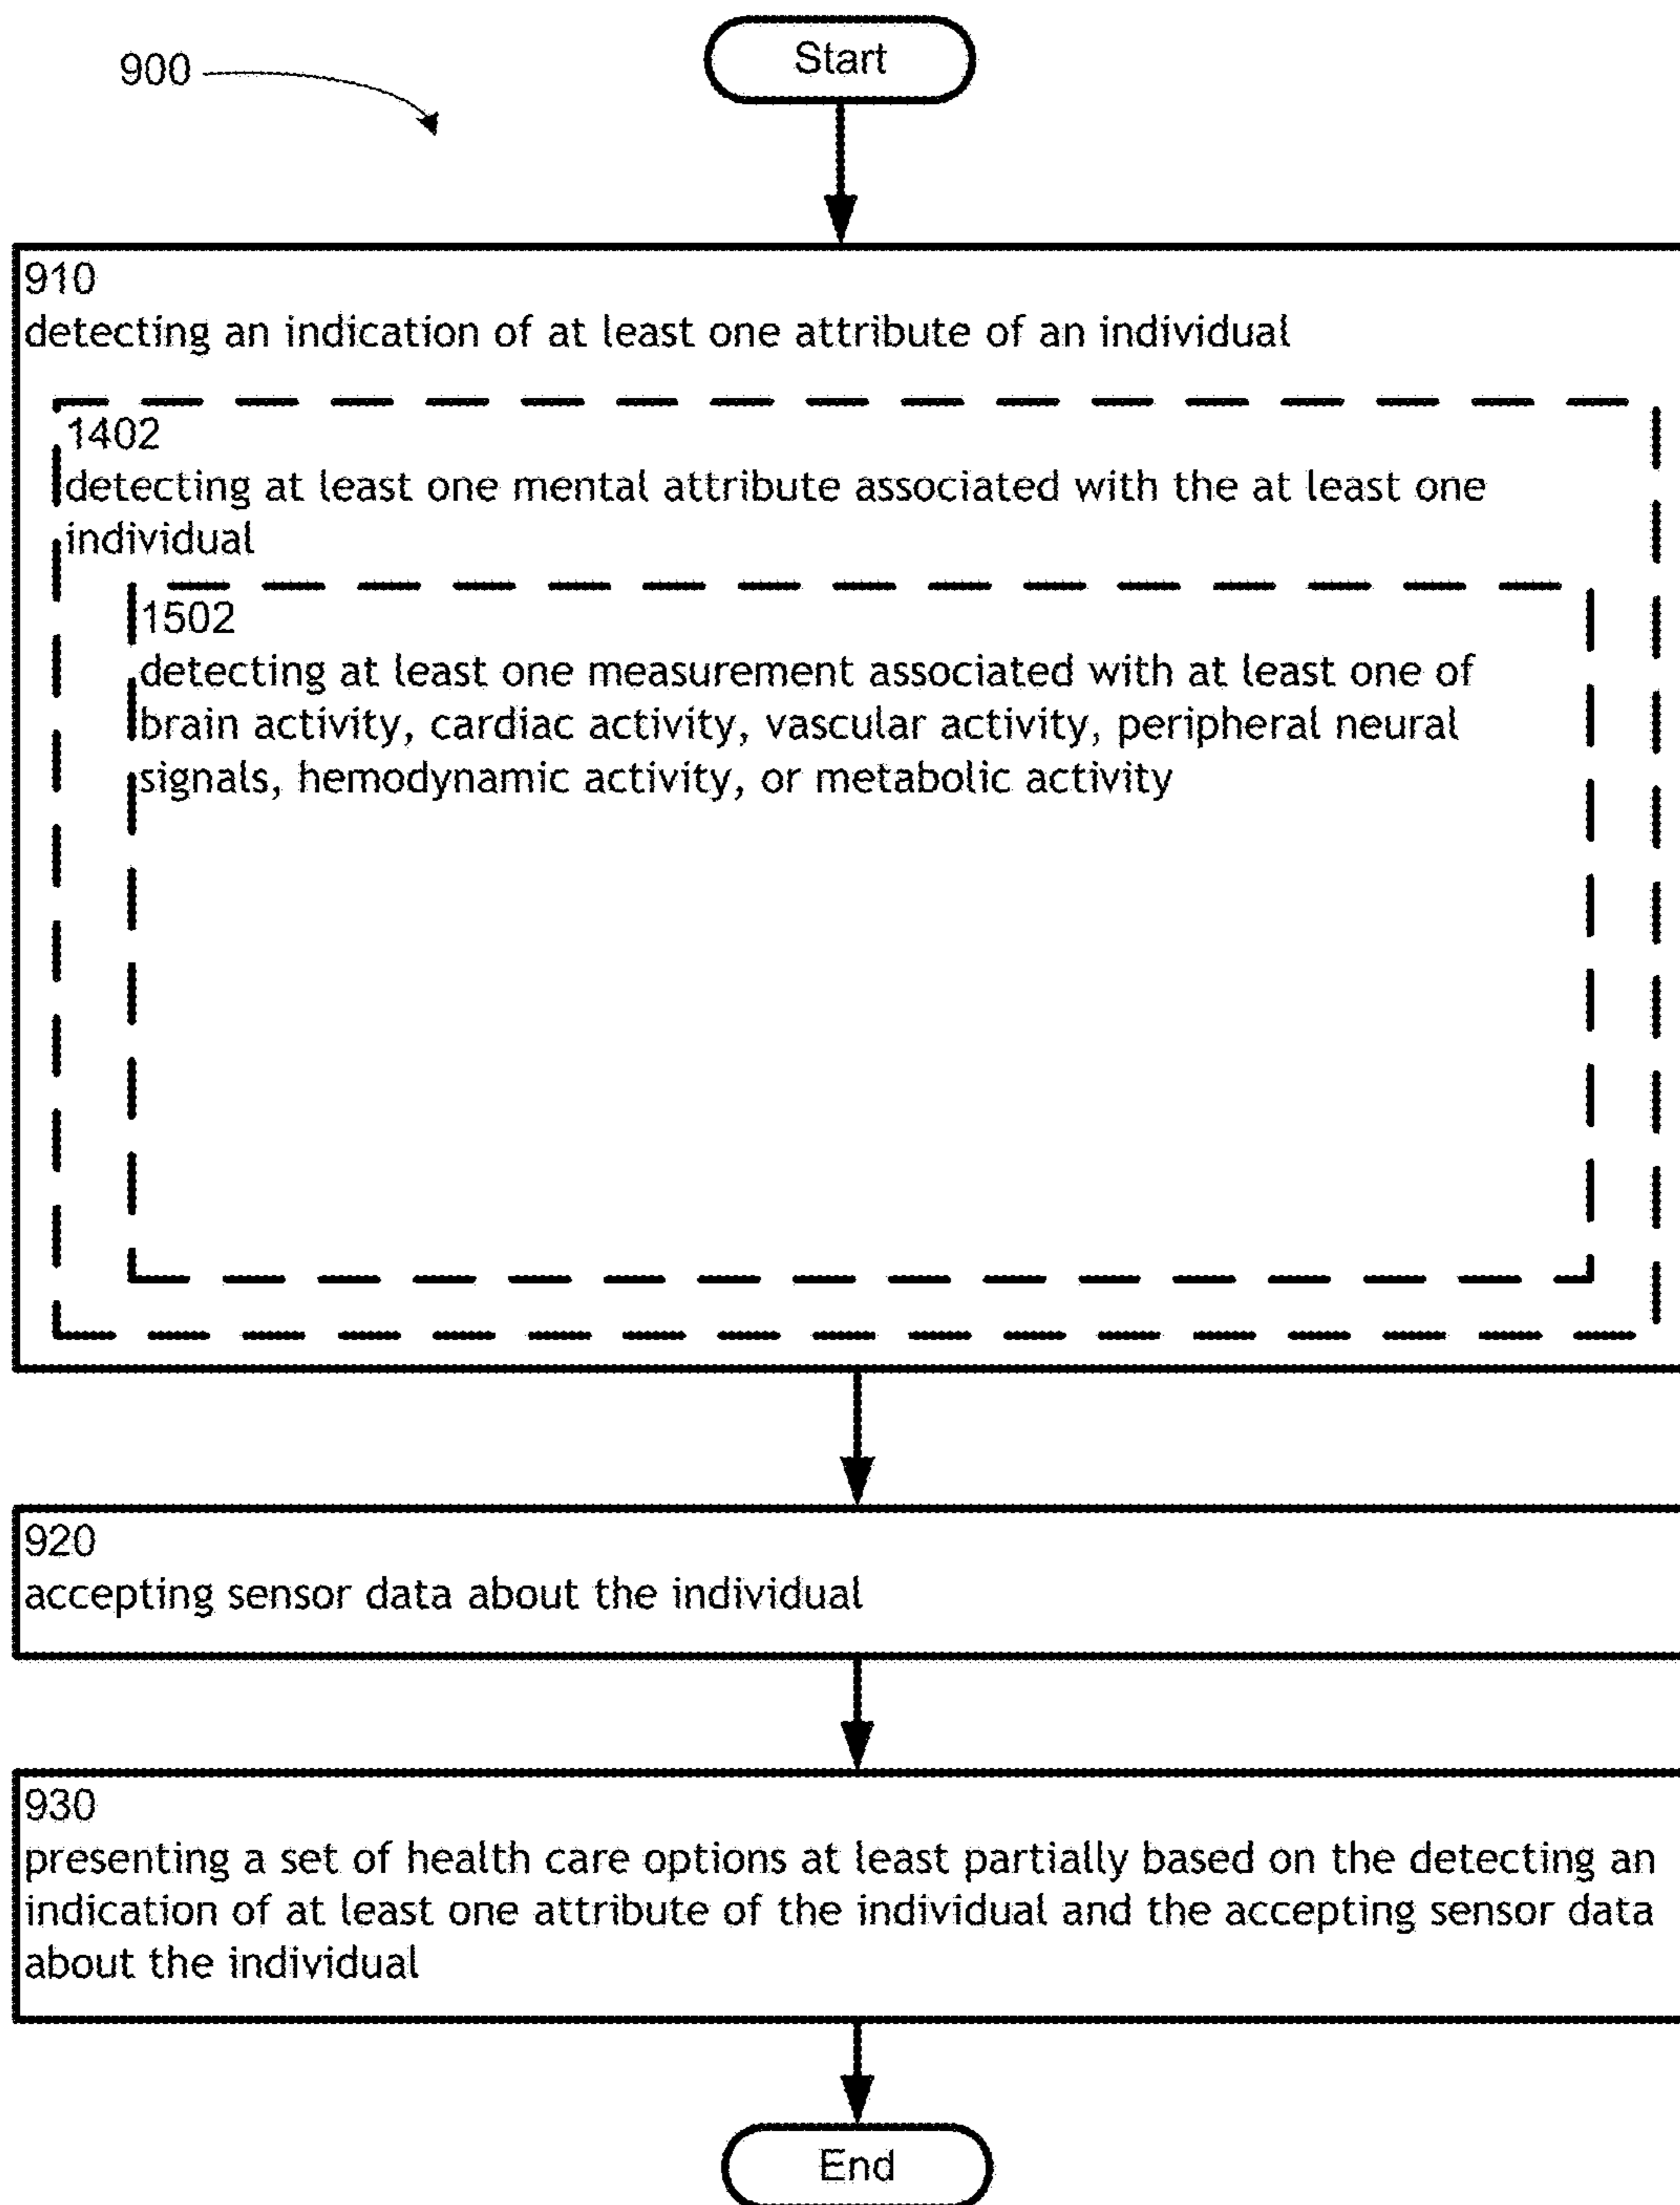 Start
900
910
detecting an indication of at least one attribute of an individual
1402
detecting at least one mental attribute associated with the at least one
individual
1502
detecting at least one measurement associated with at least one of
brain activity, cardiac activity, vascular activity, peripheral neural
signals, hemodynamic activity, or metabolic activity
920
accepting sensor data about the individual
930
presenting a set of health care options at least partially based on the detecting an
indication of at least one attribute of the individual and the accepting sensor data
about the individual
End